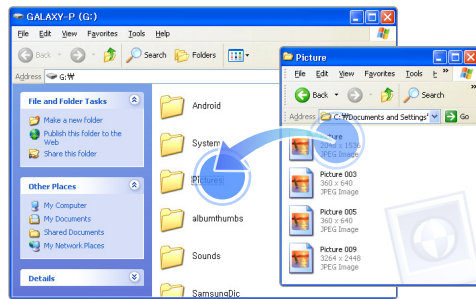 GALAXY-P (G:)
File Edit View Favorites Tools Help
Back Search Folders
Address G:₩
File and Folder Tasks
Make a new folder
Publish this folder to the
Web
Share this folder
Other Places
My Computer
My Documents
Shared Documents
My Network Places
Details
Android
System
Pictures
albumthumbs
Sounds
SamsungDic
Picture
File Edit View Favorites Tools »
Back Search »
Address C:₩Documents and Settings Go
Picture
2048 x 1536
JPEG Image
Picture 003
360 x 640
JPEG Image
Picture 005
360 x 640
JPEG Image
Picture 009
3264 x 2448
JPEG Image